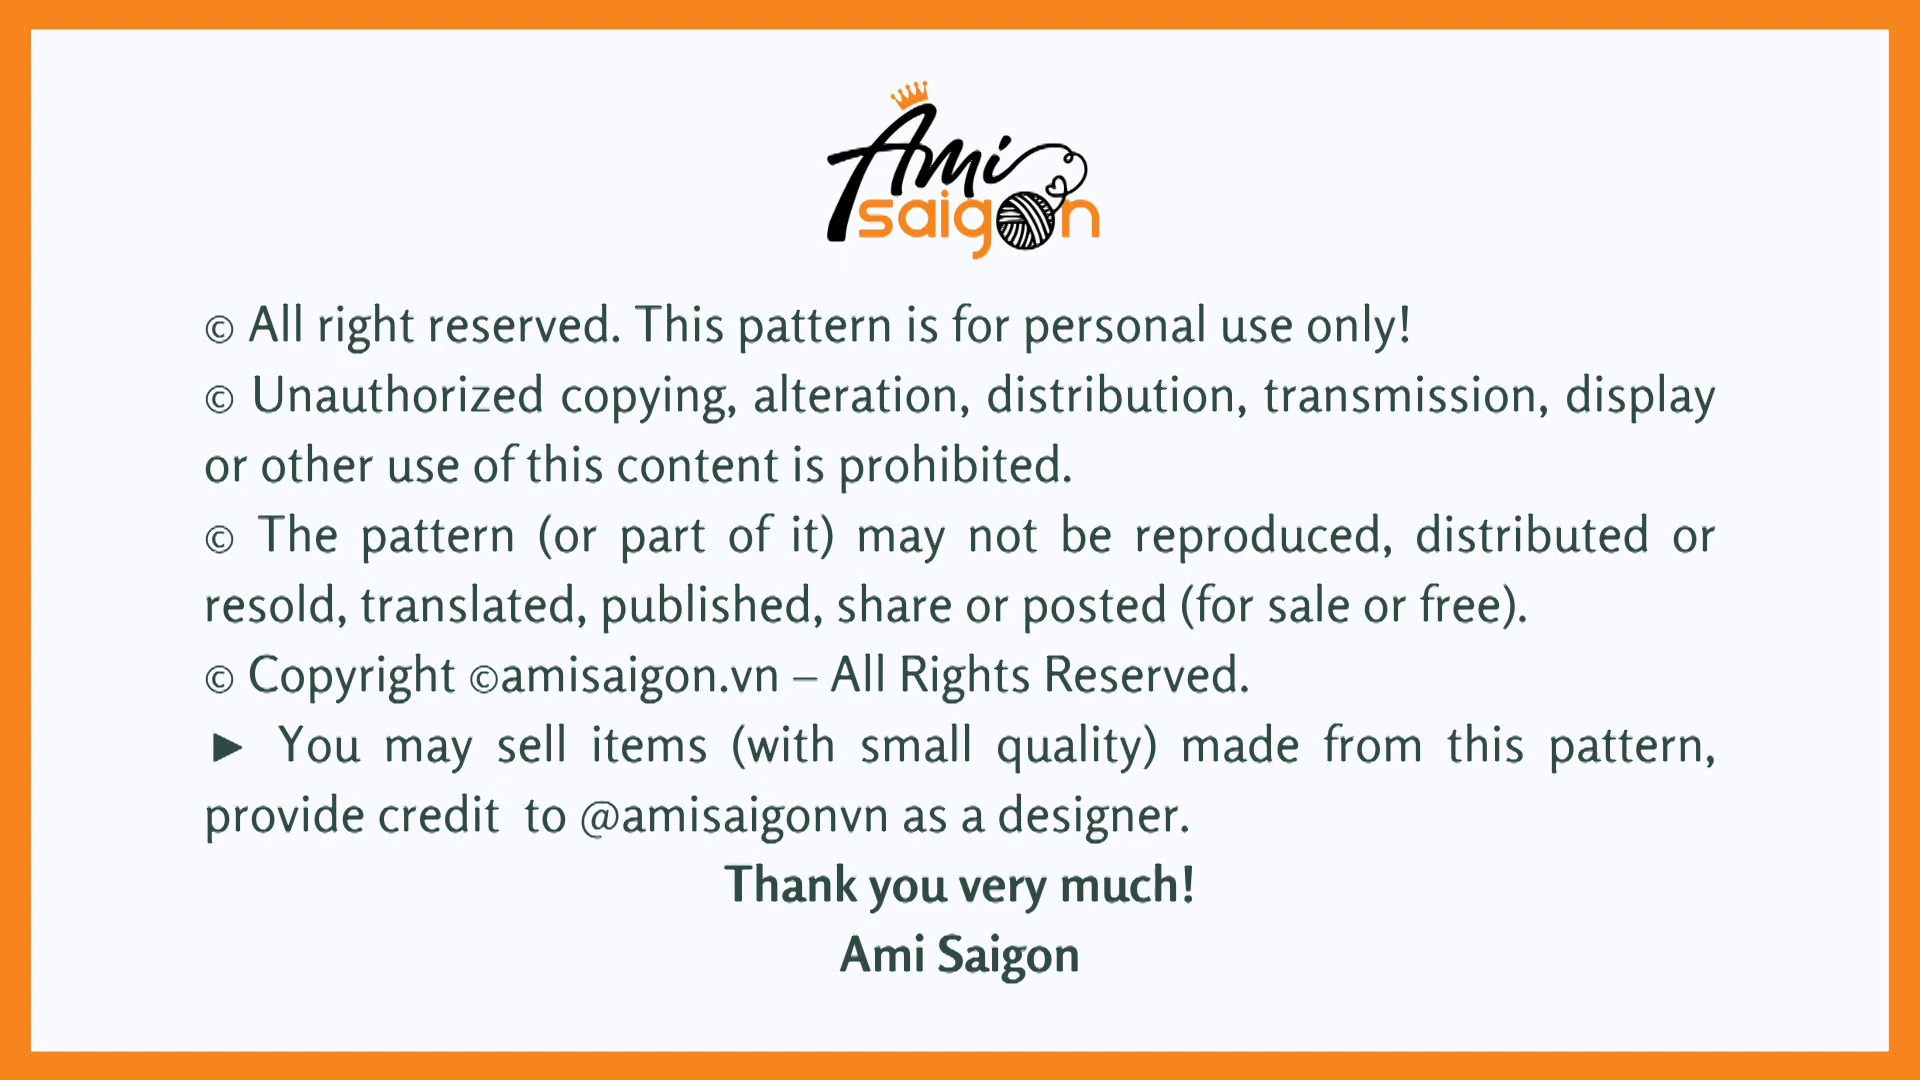 Ami
saigon
© All right reserved. This pattern is for personal use only!
© Unauthorized copying, alteration, distribution, transmission, display
or other use of this content is prohibited.
© The pattern (or part of it) may not be reproduced, distributed or
resold, translated, published, share or posted (for sale or free).
© Copyright ©amisaigon.vn – All Rights Reserved.
► You may sell items (with small quality) made from this pattern,
provide credit  to @amisaigonvn as a designer.
Thank you very much!
Ami Saigon